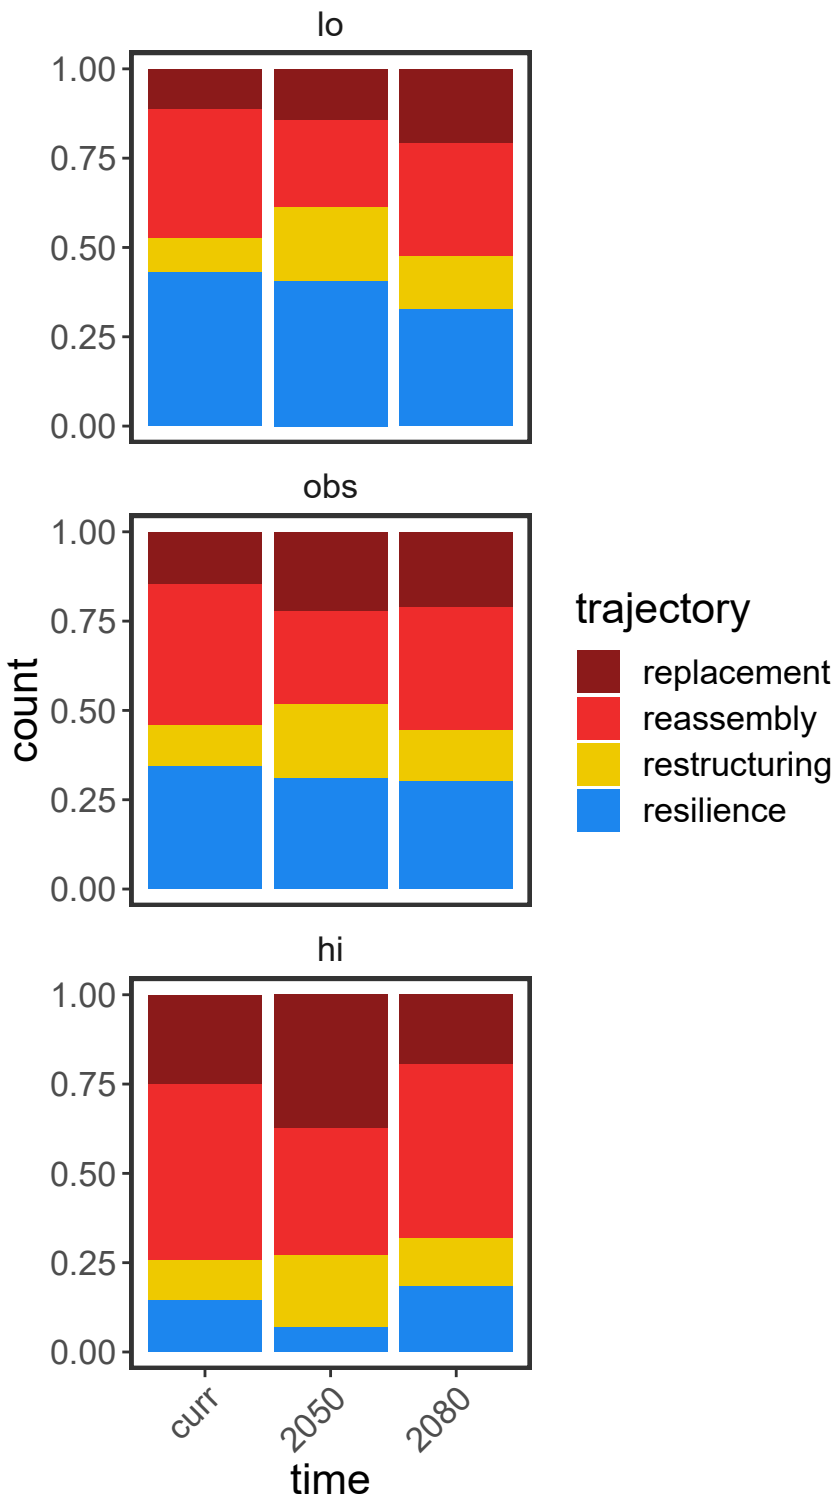 lo
1.00
0.75
0.50
0.25
0.00
obs
1.00
0.75
0.50
0.25
0.00
count
trajectory
replacement
reassembly
restructuring
resilience
hi
1.00
0.75
0.50
0.25
0.00
curr
2050
2080
time